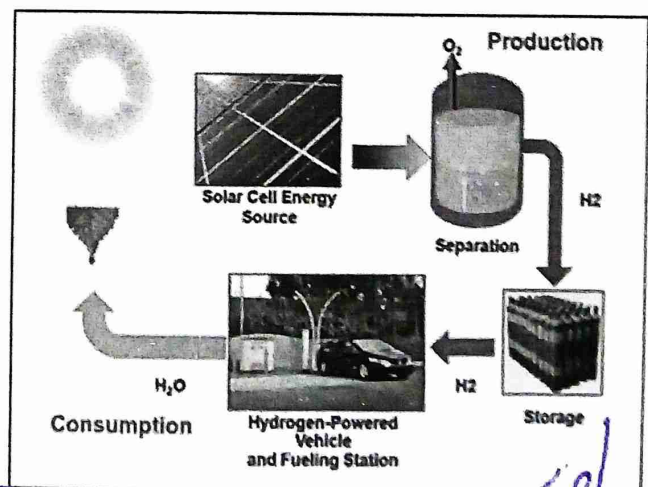 O₂
Production
Solar Cell Energy
Source
Separation
H2
H2
Storage
Hydrogen-Powered
Vehicle
and Fueling Station
H₂O
Consumption